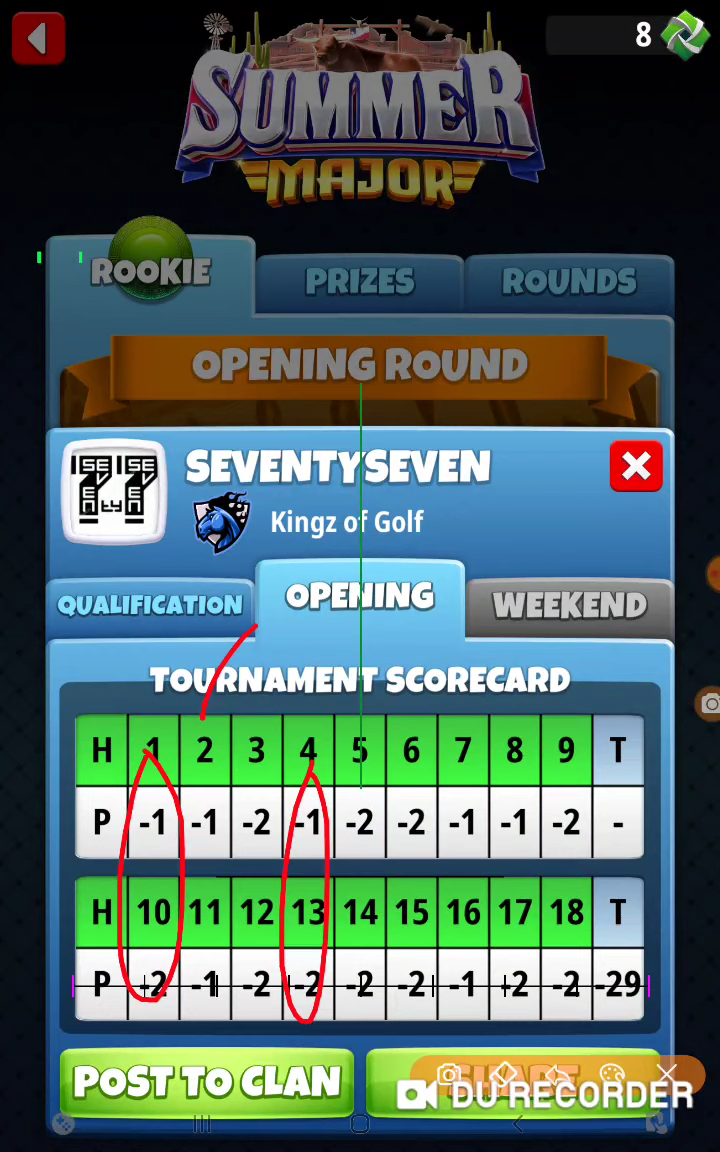 8
SUMMER
MAJOR
ROOKIE PRIZES ROUNDS
OPENING ROUND
SEVENTYSEVEN
Kingz of Golf
QUALIFICATION OPENING WEEKEND
TOURNAMENT SCORECARD
H 1 2 3 4 5 6 7 8 9 T
P -1 -1 -2 -1 -2 -2 -1 -1 -2 -
H 10 11 12 13 14 15 16 17 18 T
P -2 -1 -2 -2 -2 -2 -1 -2 -2 -29
POST TO CLAN
DU RECORDER